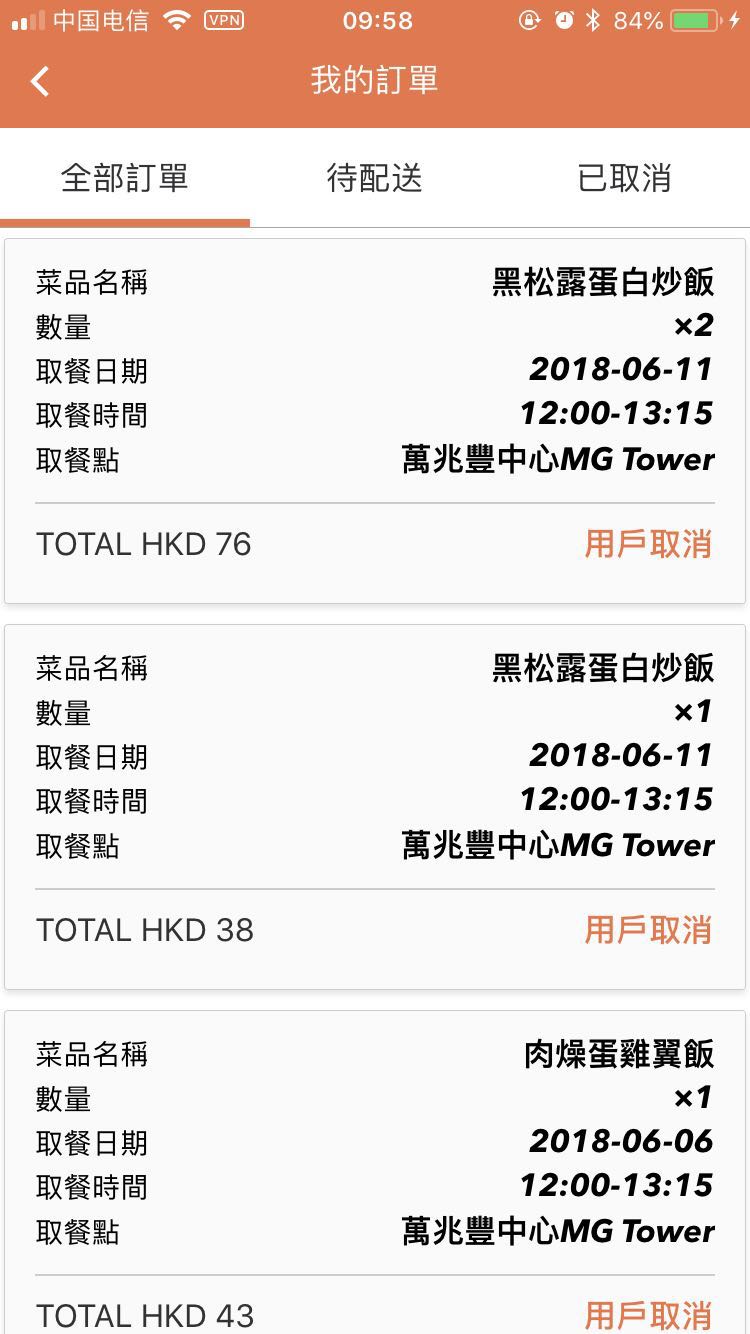 中国电信 VPN 09:58 84%
我的訂單
全部訂單 待配送 已取消
菜品名稱 黑松露蛋白炒飯
數量 ×2
取餐日期 2018-06-11
取餐時間 12:00-13:15
取餐點 萬兆豐中心MG Tower
TOTAL HKD 76 用戶取消
菜品名稱 黑松露蛋白炒飯
數量 ×1
取餐日期 2018-06-11
取餐時間 12:00-13:15
取餐點 萬兆豐中心MG Tower
TOTAL HKD 38 用戶取消
菜品名稱 肉燥蛋雞翼飯
數量 ×1
取餐日期 2018-06-06
取餐時間 12:00-13:15
取餐點 萬兆豐中心MG Tower
TOTAL HKD 43 用戶取消